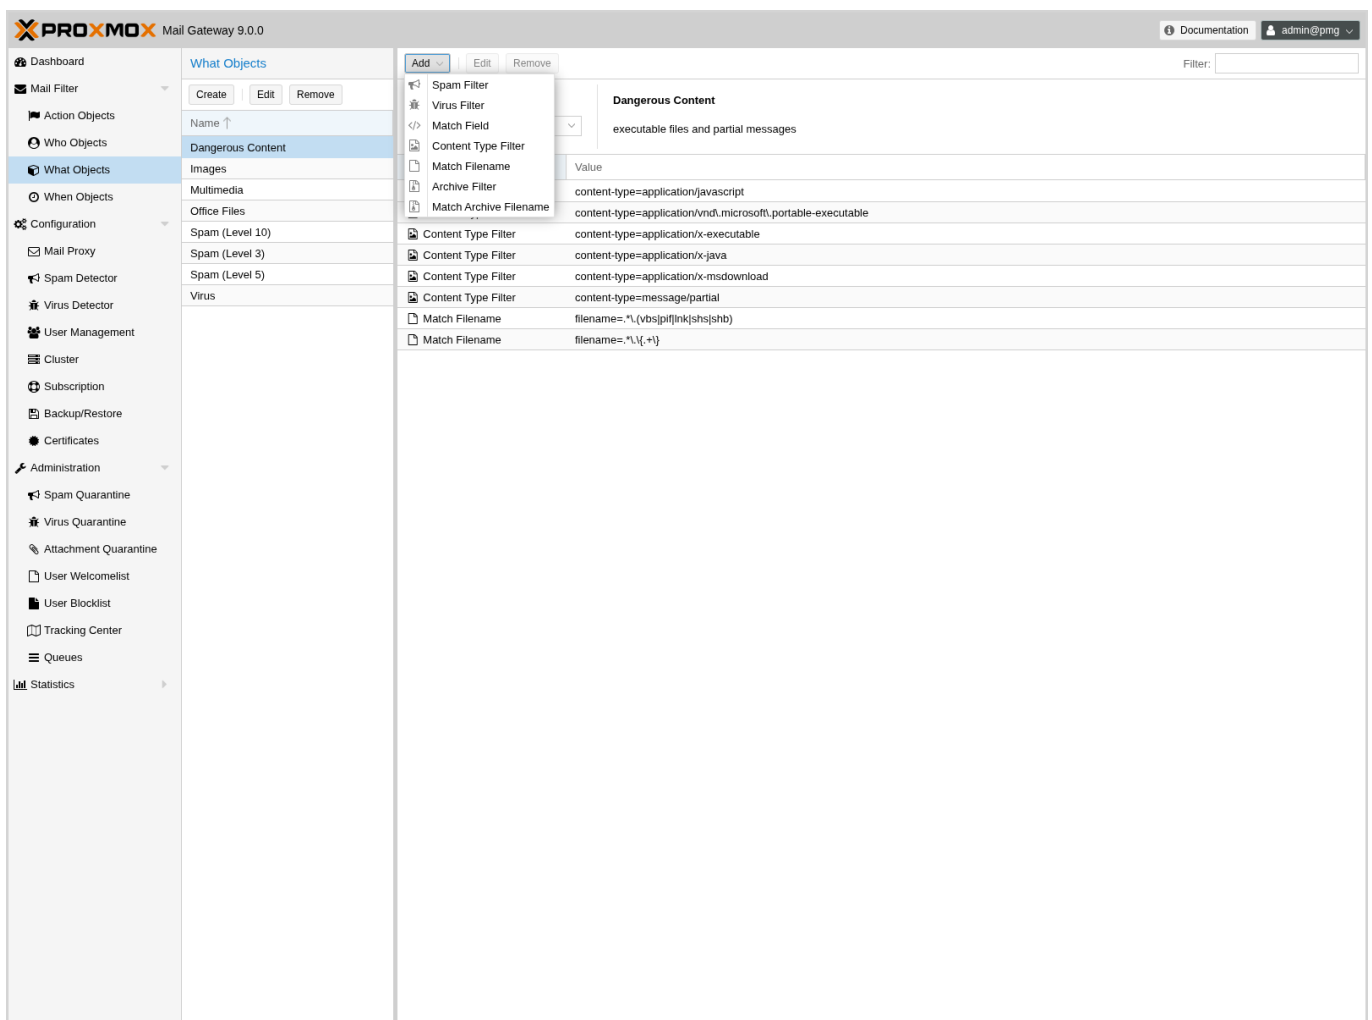 PROXMOX Mail Gateway 9.0.0
Documentation
admin@pmg
Dashboard
Mail Filter
Action Objects
Who Objects
What Objects
When Objects
Configuration
Mail Proxy
Spam Detector
Virus Detector
User Management
Cluster
Subscription
Backup/Restore
Certificates
Administration
Spam Quarantine
Virus Quarantine
Attachment Quarantine
User Welcomelist
User Blocklist
Tracking Center
Queues
Statistics
What Objects
Create Edit Remove
Name
Dangerous Content
Images
Multimedia
Office Files
Spam (Level 10)
Spam (Level 3)
Spam (Level 5)
Virus
Add Edit Remove
Filter:
Spam Filter
Virus Filter
Match Field
Content Type Filter
Match Filename
Archive Filter
Match Archive Filename
Dangerous Content
executable files and partial messages
Value
content-type=application/javascript
content-type=application/vnd\.microsoft\.portable-executable
Content Type Filter content-type=application/x-executable
Content Type Filter content-type=application/x-java
Content Type Filter content-type=application/x-msdownload
Content Type Filter content-type=message/partial
Match Filename filename=.*\.(vbs|pif|lnk|shs|shb)
Match Filename filename=.*\.\{.+\}